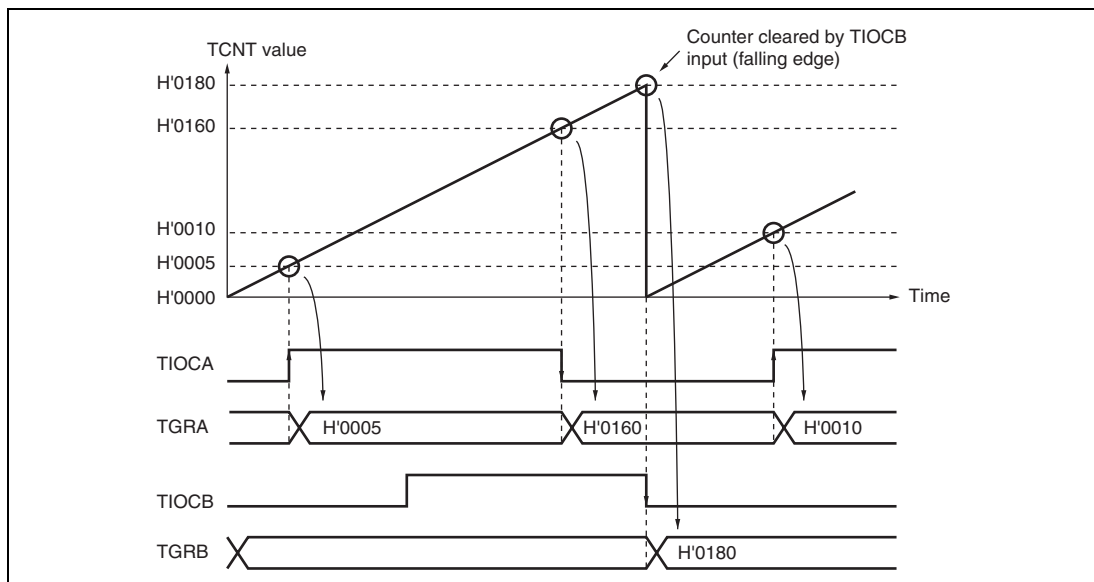 Counter cleared by TIOCB
input (falling edge)
TCNT value
H'0180
H'0160
H'0010
H'0005
H'0000
Time
TIOCA
TGRA
H'0005
H'0160
H'0010
TIOCB
TGRB
H'0180